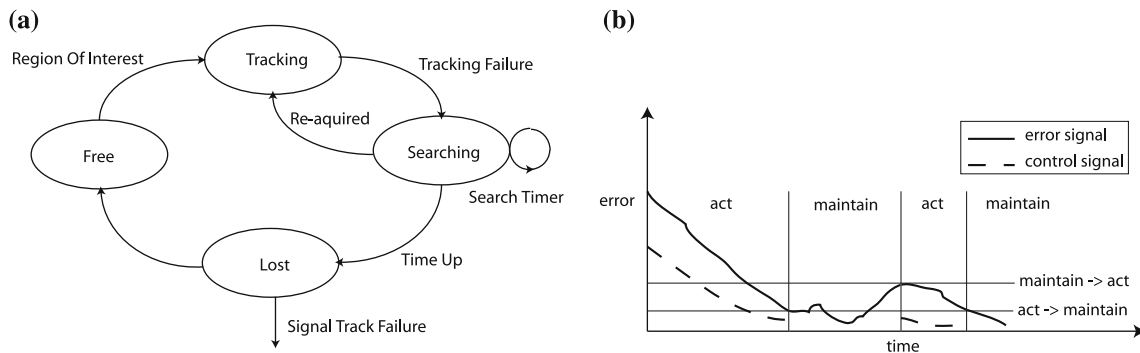 (a)
Region Of Interest
Tracking
Tracking Failure
Re-aquired
Free
Searching
Search Timer
Lost
Time Up
Signal Track Failure
(b)
error signal
control signal
error
act
maintain
act
maintain
maintain -> act
act -> maintain
time